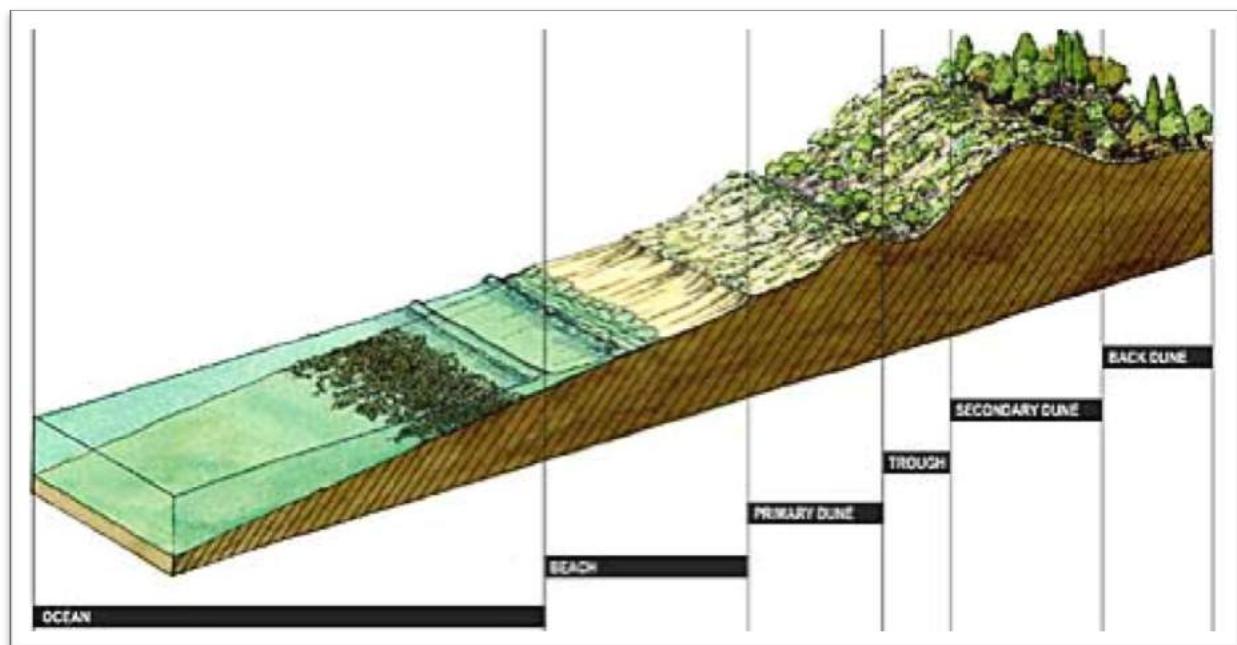 BACK DUNE
SECONDARY DUNE
TROUGH
PRIMARY DUNE
BEACH
OCEAN